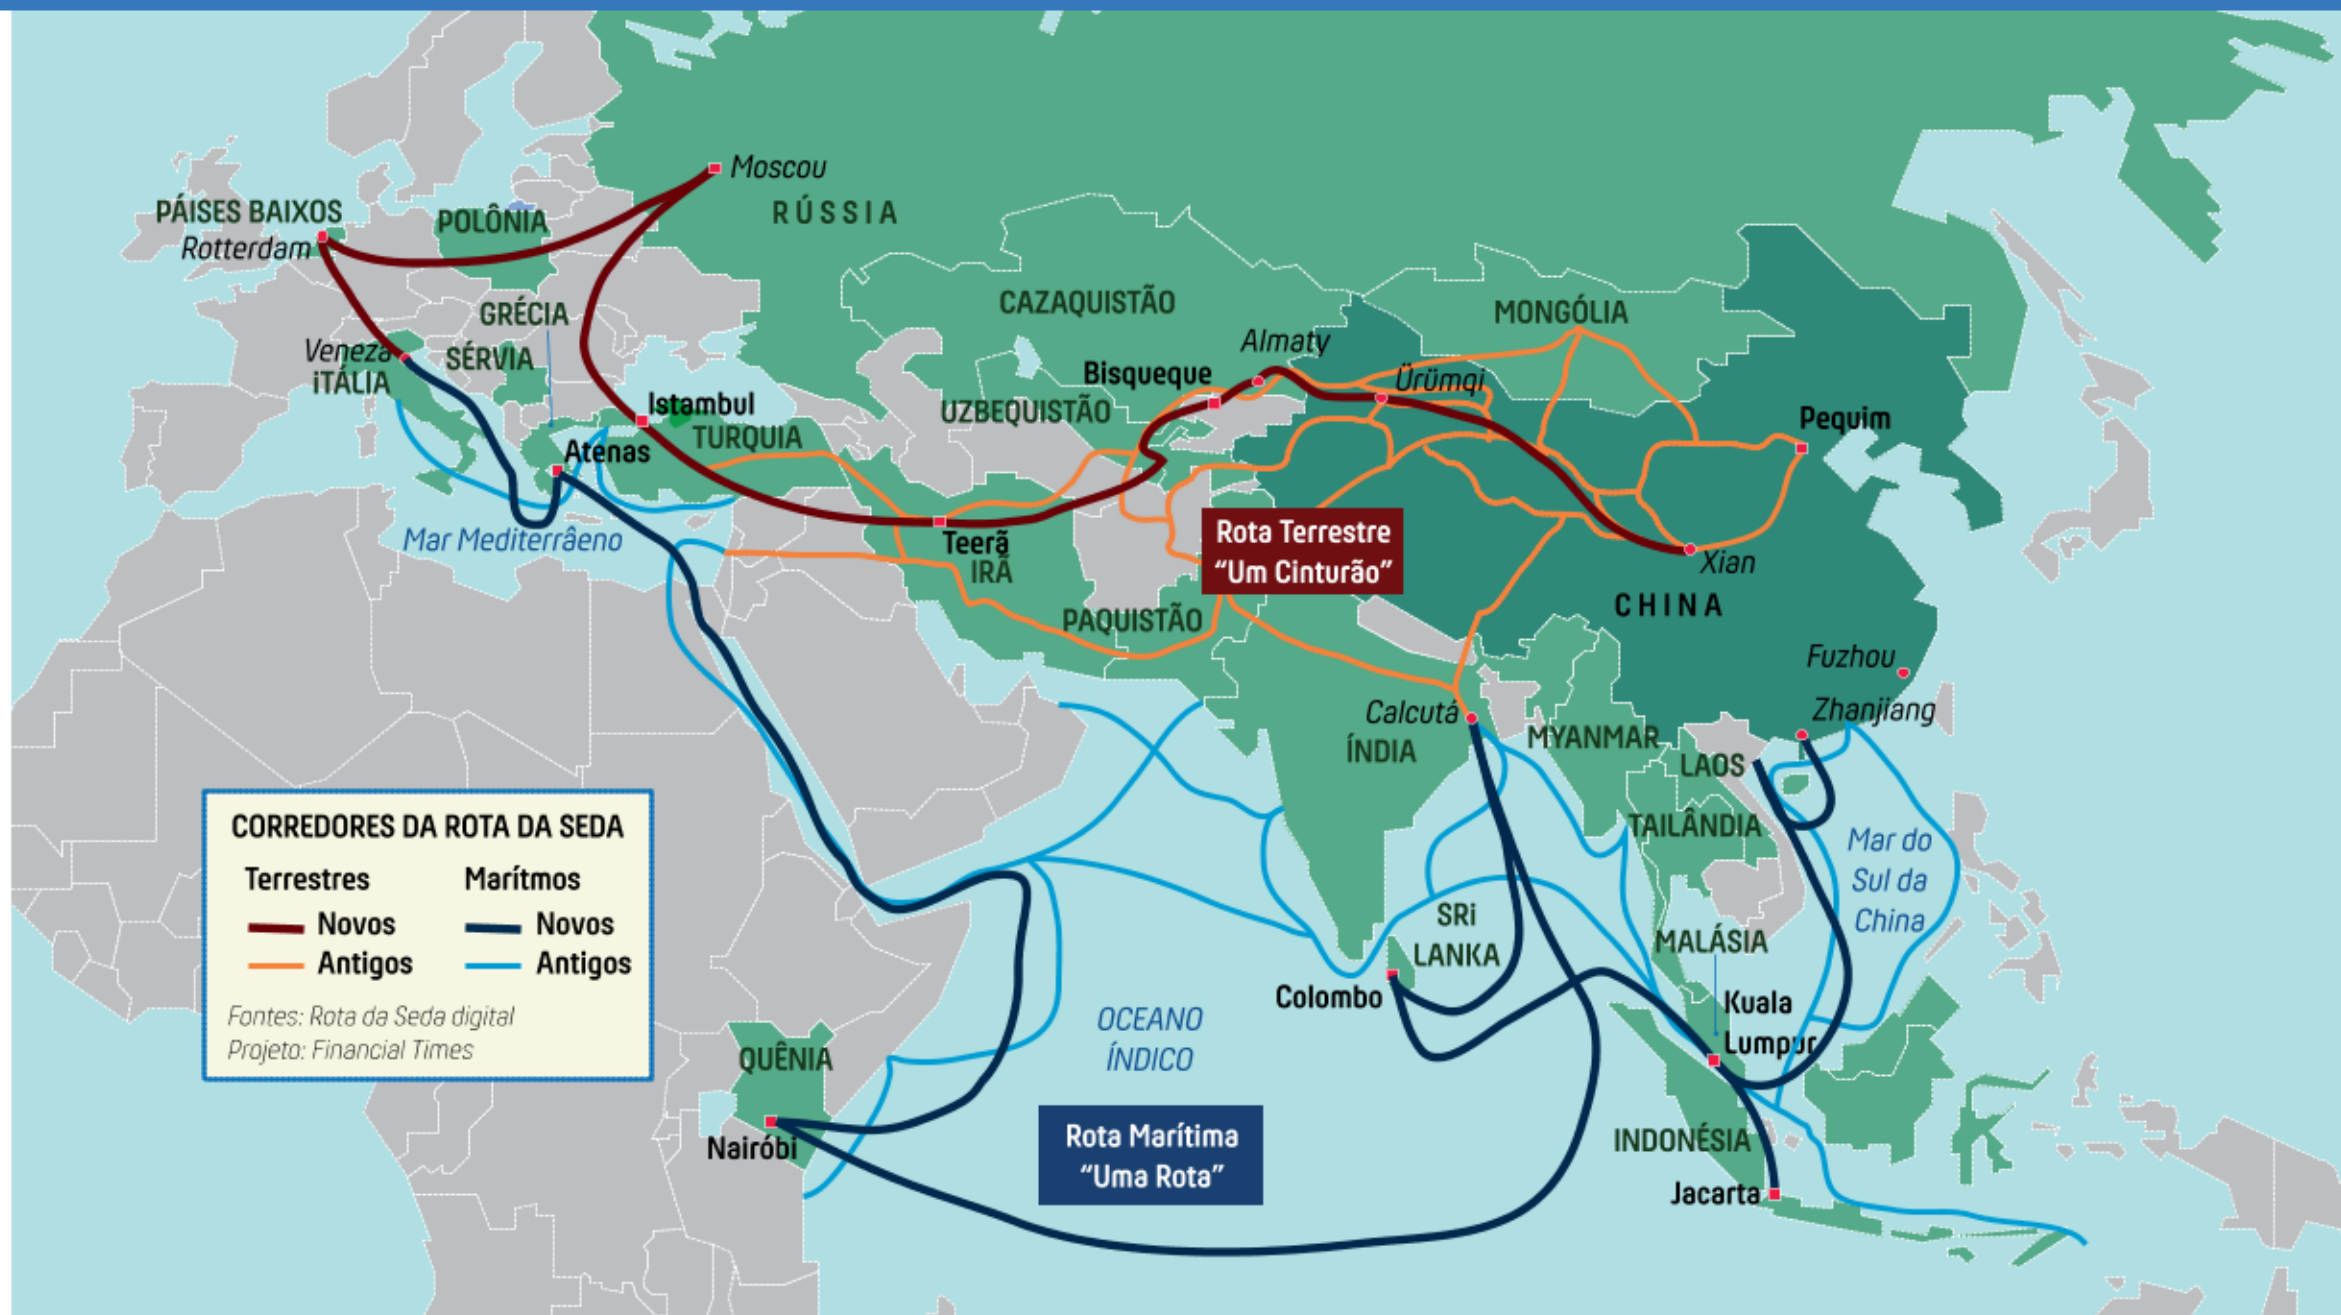 Moscou
RÚSSIA
PÁISES BAIXOS
Rotterdam
POLÔNIA
GRÉCIA
CAZAQUISTÃO
MONGÓLIA
Veneza
iTÁLIA
SÉRVIA
Almaty
Bisqueque
Ürümqi
Istambul
TURQUIA
UZBEQUISTÃO
Pequim
Atenas
Mar Mediterrâeno
Teerã
IRÃ
Rota Terrestre
“Um Cinturão”
Xian
CHINA
PAQUISTÃO
Fuzhou
Zhanjiang
Calcutá
ÍNDIA
MYANMAR
LAOS
TAILÂNDIA
Mar do
Sul da
China
SRi
LANKA
MALÁSIA
Colombo
Kuala
Lumpur
OCEANO
ÍNDICO
QUÊNIA
Nairóbi
Rota Marítima
“Uma Rota”
INDONÉSIA
Jacarta
CORREDORES DA ROTA DA SEDA
Terrestres Marítmos
Novos Novos
Antigos Antigos
Fontes: Rota da Seda digital
Projeto: Financial Times